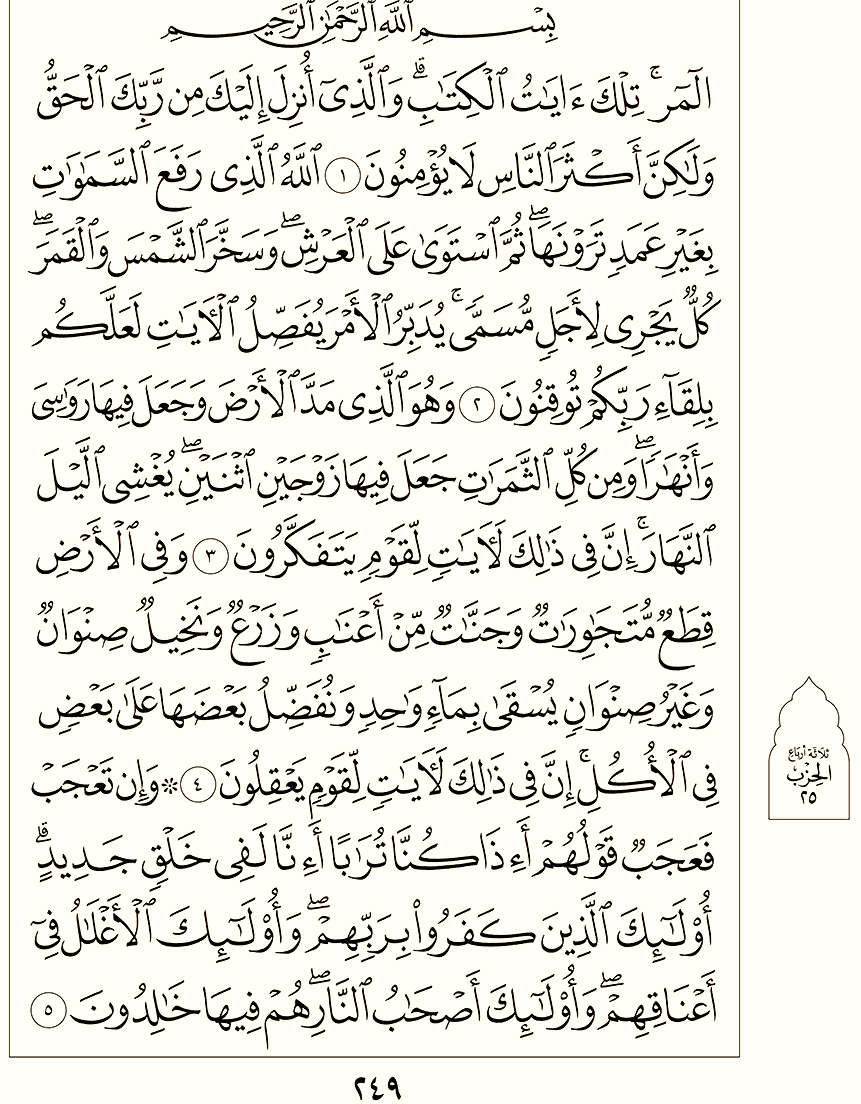 بِسْمِ ٱللَّهِ ٱلرَّحْمَٰنِ ٱلرَّحِيمِ
الٓمٓرۚ تِلْكَ ءَايَٰتُ ٱلْكِتَٰبِۗ وَٱلَّذِىٓ أُنزِلَ إِلَيْكَ مِن رَّبِّكَ ٱلْحَقُّ
وَلَٰكِنَّ أَكْثَرَ ٱلنَّاسِ لَا يُؤْمِنُونَ ١ ٱللَّهُ ٱلَّذِى رَفَعَ ٱلسَّمَٰوَٰتِ
بِغَيْرِ عَمَدٍ تَرَوْنَهَاۖ ثُمَّ ٱسْتَوَىٰ عَلَى ٱلْعَرْشِۖ وَسَخَّرَ ٱلشَّمْسَ وَٱلْقَمَرَۖ
كُلٌّ يَجْرِى لِأَجَلٍ مُّسَمًّىۚ يُدَبِّرُ ٱلْأَمْرَ يُفَصِّلُ ٱلْءَايَٰتِ لَعَلَّكُم
بِلِقَآءِ رَبِّكُمْ تُوقِنُونَ ٢ وَهُوَ ٱلَّذِى مَدَّ ٱلْأَرْضَ وَجَعَلَ فِيهَا رَوَٰسِىَ
وَأَنْهَٰرًاۖ وَمِن كُلِّ ٱلثَّمَرَٰتِ جَعَلَ فِيهَا زَوْجَيْنِ ٱثْنَيْنِۖ يُغْشِى ٱلَّيْلَ
ٱلنَّهَارَۚ إِنَّ فِى ذَٰلِكَ لَءَايَٰتٍ لِّقَوْمٍ يَتَفَكَّرُونَ ٣ وَفِى ٱلْأَرْضِ
قِطَعٌ مُّتَجَٰوِرَٰتٌ وَجَنَّٰتٌ مِّنْ أَعْنَٰبٍ وَزَرْعٌ وَنَخِيلٌ صِنْوَانٌ
وَغَيْرُ صِنْوَانٍ يُسْقَىٰ بِمَآءٍ وَٰحِدٍ وَنُفَضِّلُ بَعْضَهَا عَلَىٰ بَعْضٍ
فِى ٱلْأُكُلِۚ إِنَّ فِى ذَٰلِكَ لَءَايَٰتٍ لِّقَوْمٍ يَعْقِلُونَ ٤ ۞ وَإِن تَعْجَبْ
فَعَجَبٌ قَوْلُهُمْ أَءِذَا كُنَّا تُرَٰبًا أَءِنَّا لَفِى خَلْقٍ جَدِيدٍۗ
أُو۟لَٰٓئِكَ ٱلَّذِينَ كَفَرُوا۟ بِرَبِّهِمْۖ وَأُو۟لَٰٓئِكَ ٱلْأَغْلَٰلُ فِىٓ
أَعْنَاقِهِمْۖ وَأُو۟لَٰٓئِكَ أَصْحَٰبُ ٱلنَّارِۖ هُمْ فِيهَا خَٰلِدُونَ ٥
ثلاثة أرباع
الحزب
٢٥
٢٤٩